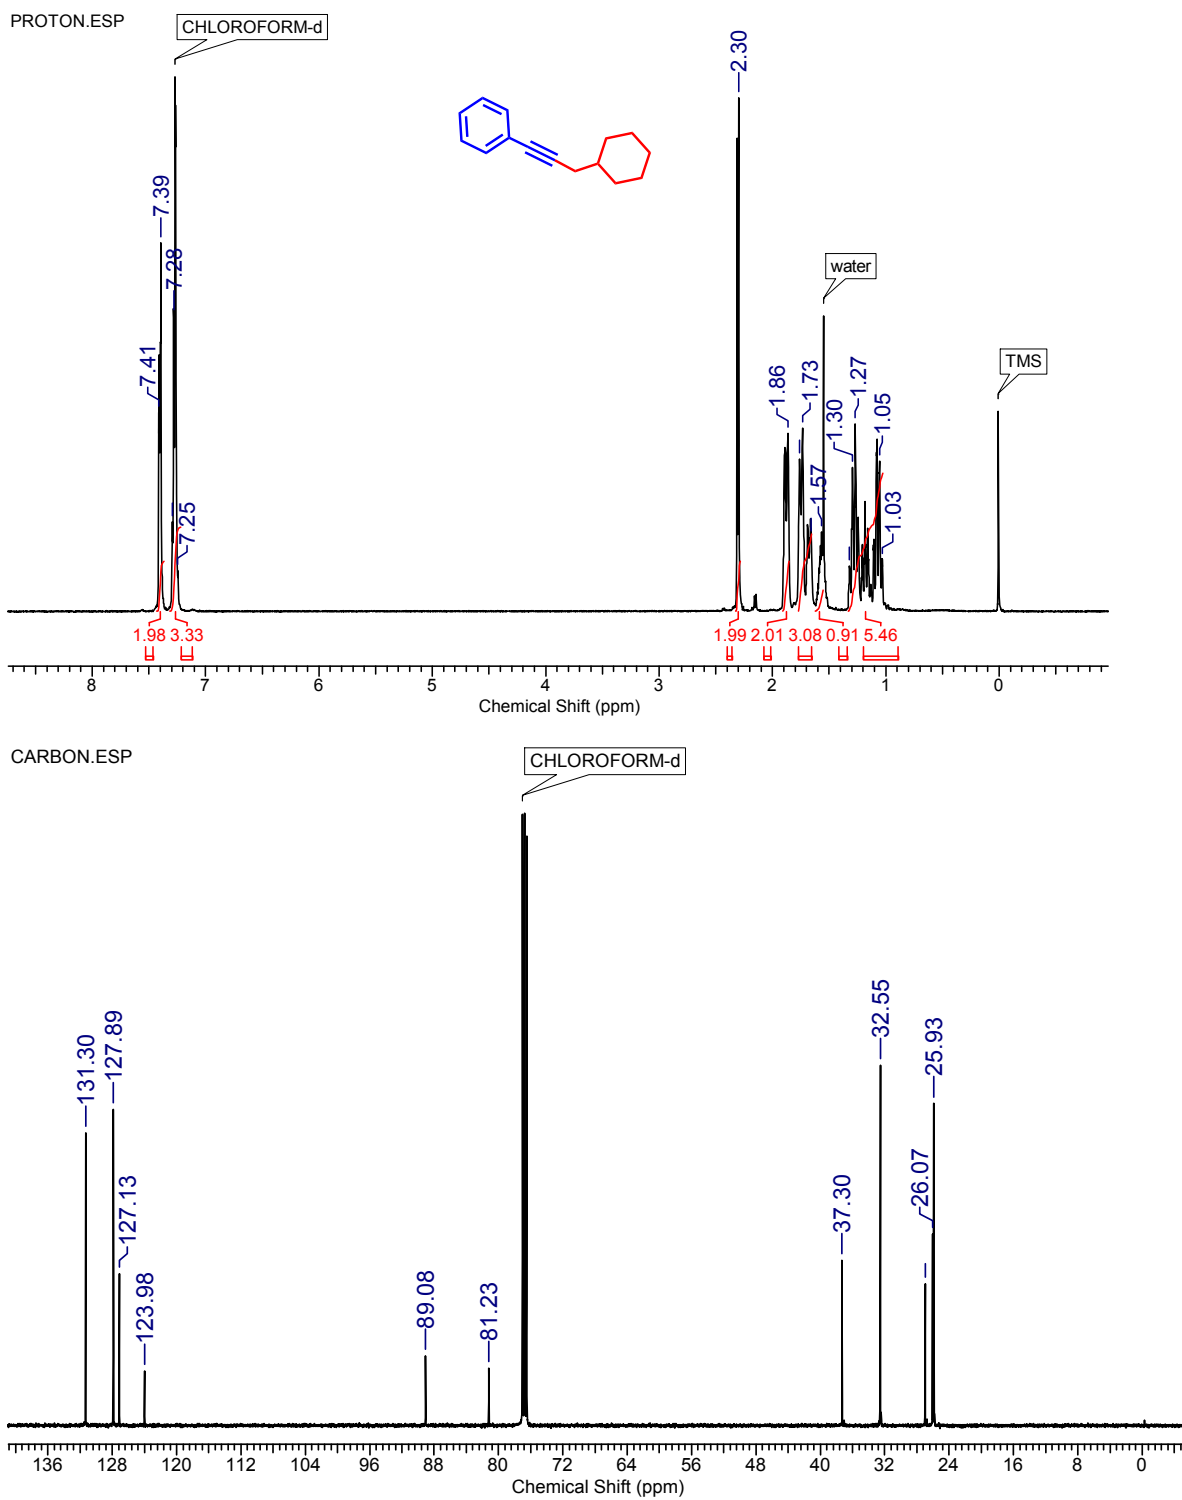 PROTON.ESP
CHLOROFORM-d
2.30
7.39
7.28
water
7.41
TMS
1.86
1.73
1.30
1.27
1.05
1.57
7.25
1.03
1.98 3.33 1.99 2.01 3.08 0.91 5.46
8 7 6 5 4 3 2 1 0
Chemical Shift (ppm)
CARBON.ESP
CHLOROFORM-d
131.30
127.89
127.13
123.98
89.08
81.23
37.30
32.55
26.07
25.93
136 128 120 112 104 96 88 80 72 64 56 48 40 32 24 16 8 0
Chemical Shift (ppm)